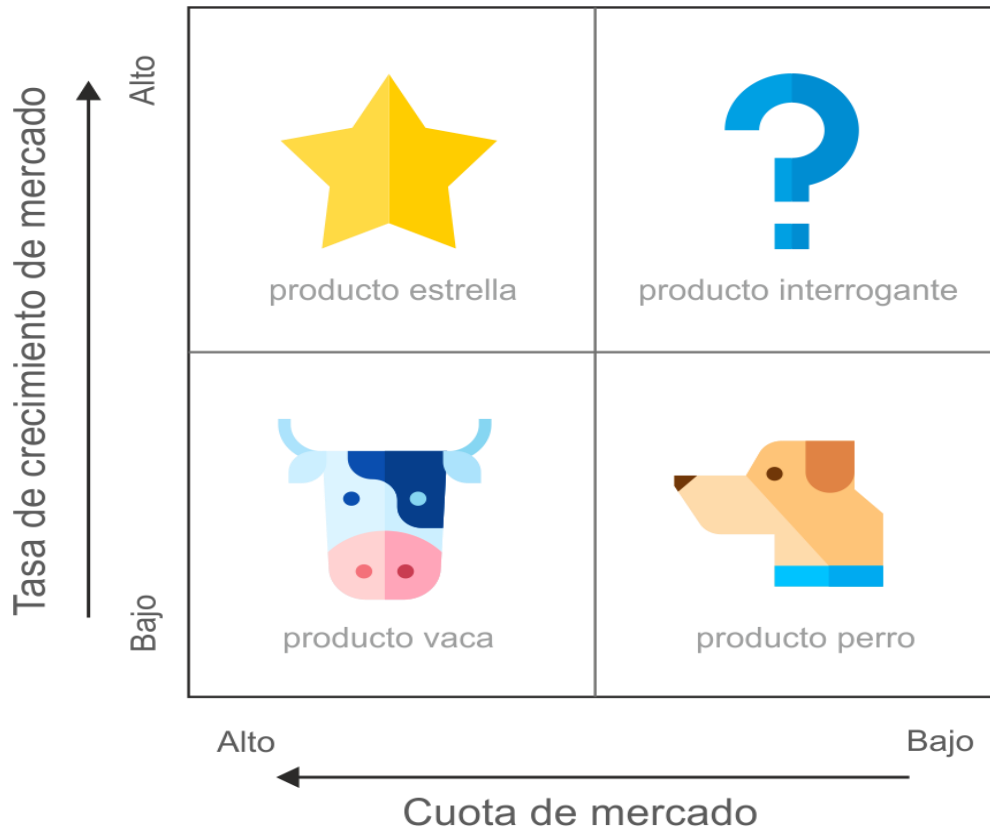 Tasa de crecimiento de mercado
Alto
Bajo
producto estrella
producto interrogante
producto vaca
producto perro
Alto
Bajo
Cuota de mercado